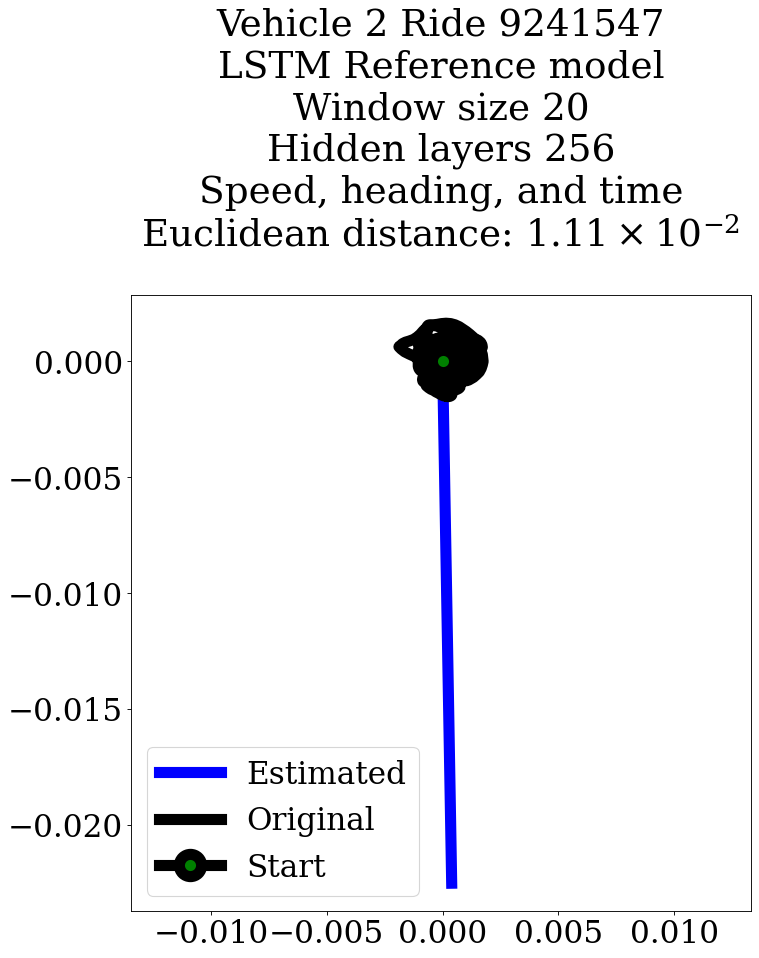 Vehicle 2 Ride 9241547
LSTM Reference model
Window size 20
Hidden layers 256
Speed, heading, and time
Euclidean distance: 1.11 × 10⁻²
0.000
−0.005
−0.010
−0.015
−0.020
Estimated
Original
Start
−0.010 −0.005 0.000 0.005 0.010